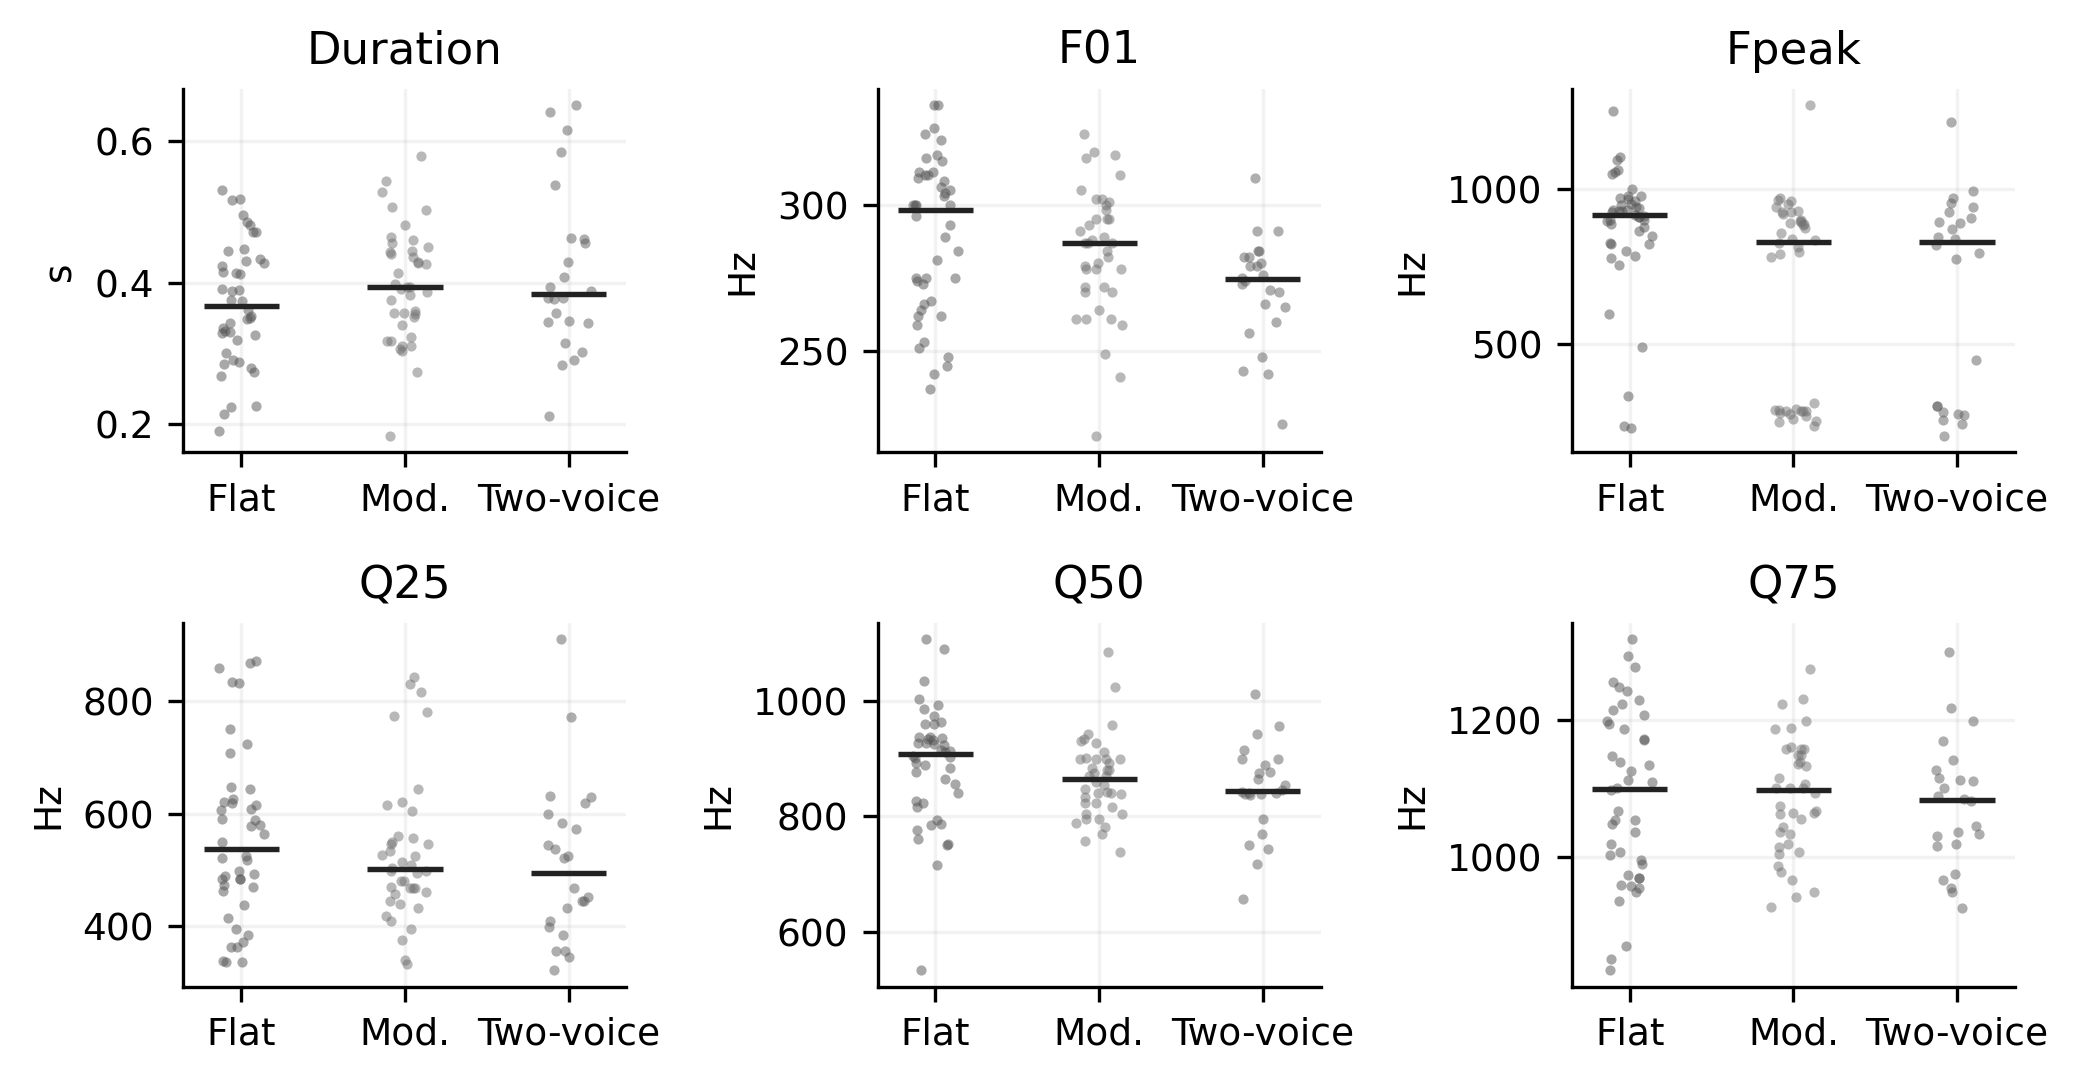 Duration
s
0.6
0.4
0.2
Flat Mod. Two-voice
F01
Hz
300
250
Flat Mod. Two-voice
Fpeak
Hz
1000
500
Flat Mod. Two-voice
Q25
Hz
800
600
400
Flat Mod. Two-voice
Q50
Hz
1000
800
600
Flat Mod. Two-voice
Q75
Hz
1200
1000
Flat Mod. Two-voice